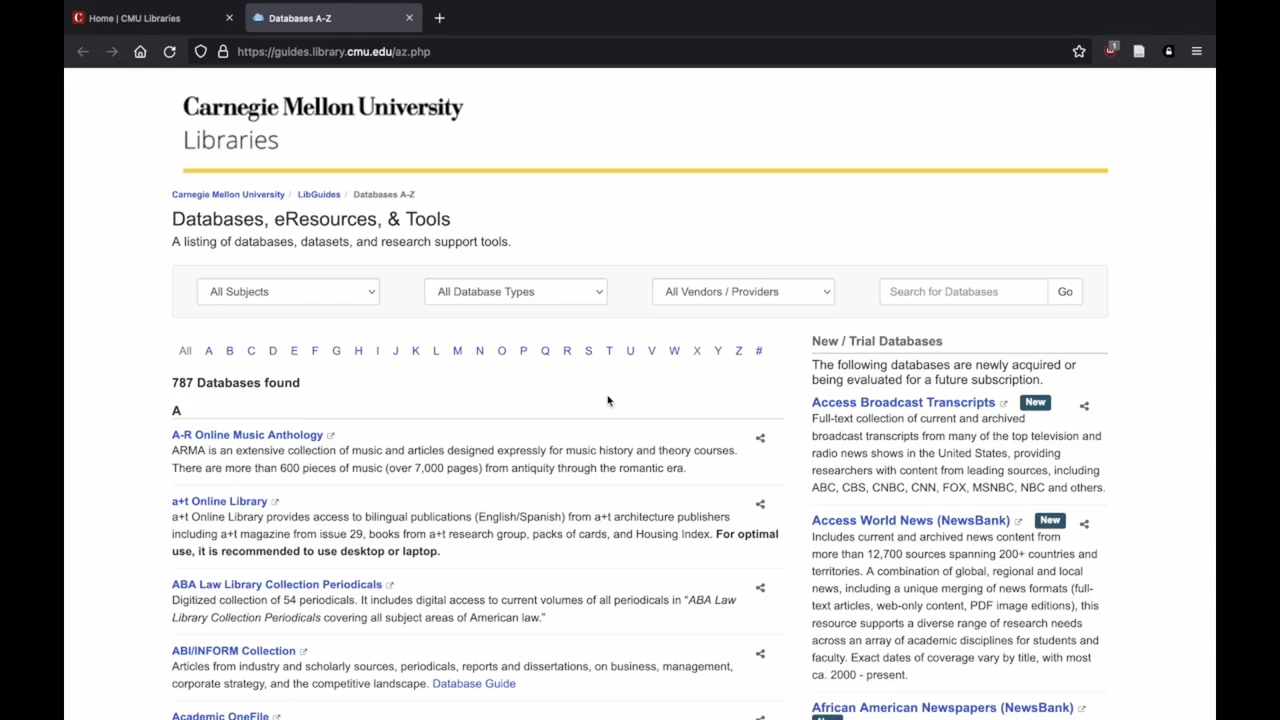 Home | CMU Libraries
Databases A-Z
https://guides.library.cmu.edu/az.php
1
Carnegie Mellon University
Libraries
Carnegie Mellon University / LibGuides / Databases A-Z
Databases, eResources, & Tools
A listing of databases, datasets, and research support tools.
All Subjects
All Database Types
All Vendors / Providers
Search for Databases
Go
All A B C D E F G H I J K L M N O P Q R S T U V W X Y Z #
787 Databases found
A
A-R Online Music Anthology
ARMA is an extensive collection of music and articles designed expressly for music history and theory courses.
There are more than 600 pieces of music (over 7,000 pages) from antiquity through the romantic era.
a+t Online Library
a+t Online Library provides access to bilingual publications (English/Spanish) from a+t architecture publishers
including a+t magazine from issue 29, books from a+t research group, packs of cards, and Housing Index. For optimal
use, it is recommended to use desktop or laptop.
ABA Law Library Collection Periodicals
Digitized collection of 54 periodicals. It includes digital access to current volumes of all periodicals in “ABA Law
Library Collection Periodicals covering all subject areas of American law.”
ABI/INFORM Collection
Articles from industry and scholarly sources, periodicals, reports and dissertations, on business, management,
corporate strategy, and the competitive landscape. Database Guide
Academic OneFile
New / Trial Databases
The following databases are newly acquired or
being evaluated for a future subscription.
Access Broadcast Transcripts New
Full-text collection of current and archived
broadcast transcripts from many of the top television and
radio news shows in the United States, providing
researchers with content from leading sources, including
ABC, CBS, CNBC, CNN, FOX, MSNBC, NBC and others.
Access World News (NewsBank) New
Includes current and archived news content from
more than 12,700 sources spanning 200+ countries and
territories. A combination of global, regional and local
news, including a unique merging of news formats (full-
text articles, web-only content, PDF image editions), this
resource supports a diverse range of research needs
across an array of academic disciplines for students and
faculty. Exact dates of coverage vary by title, with most
ca. 2000 - present.
African American Newspapers (NewsBank)
New